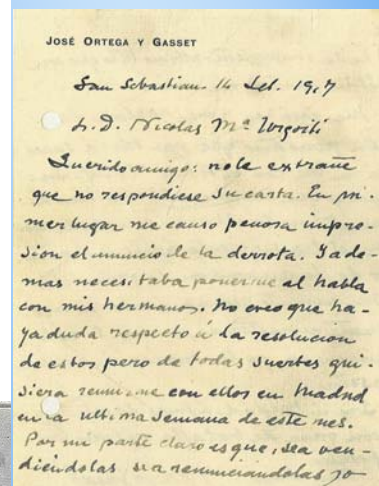 JOSÉ ORTEGA Y GASSET
San Sebastian - 14 Set. 1917
S. D. Nicolas Mª Urgoiti
Querido amigo: no le extrañe
que no respondiese su carta. En pri-
mer lugar me causo penosa impre-
sion el anuncio de la derrota. Y ade-
mas necesitaba ponerme al habla
con mis hermanos. No creo que ha-
ya duda respecto á la resolucion
de estos pero de todas suertes qui-
siera reunirme con ellos en Madrid
en la ultima semana de este mes.
Por mi parte claro es que, sea ven-
diéndolas sea renunciandolas yo